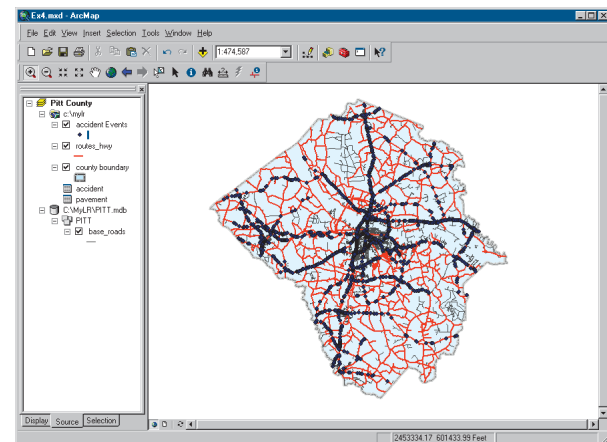 Ex4.mxd - ArcMap
File Edit View Insert Selection Tools Window Help
1:474,587
Pitt County
c:\mylr
accident Events
routes_hwy
county boundary
accident
pavement
C:\MyLR\PITT.mdb
PITT
base_roads
Display Source Selection
2453334.17 601433.99 Feet